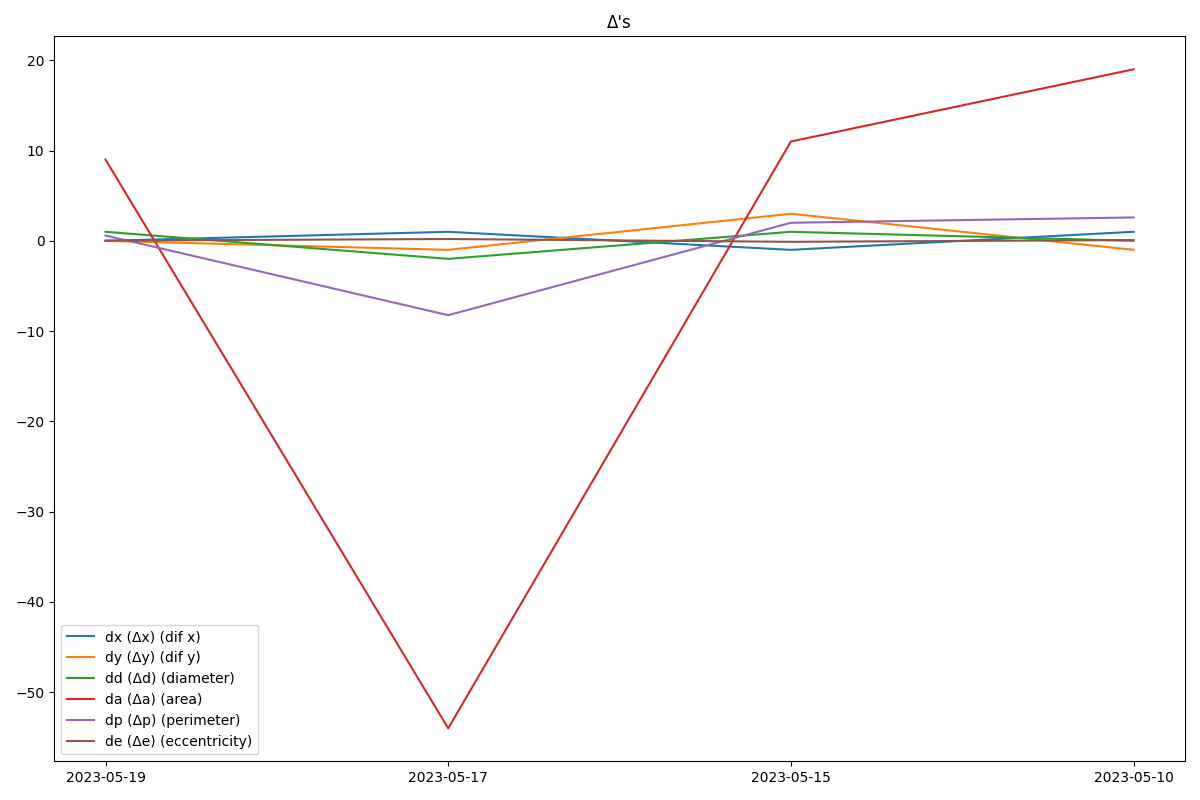 Δ's
20
10
0
−10
−20
−30
−40
−50
dx (Δx) (dif x)
dy (Δy) (dif y)
dd (Δd) (diameter)
da (Δa) (area)
dp (Δp) (perimeter)
de (Δe) (eccentricity)
2023-05-19 2023-05-17 2023-05-15 2023-05-10